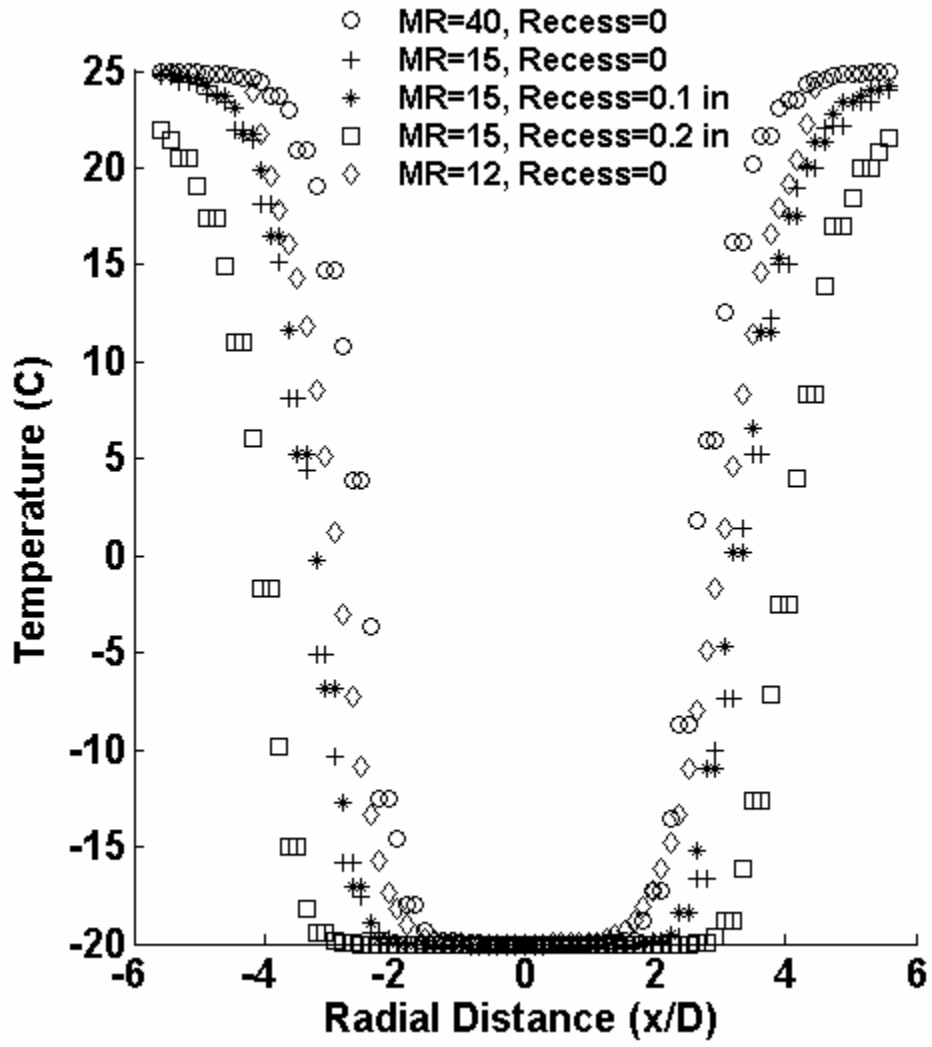 MR=40, Recess=0
MR=15, Recess=0
MR=15, Recess=0.1 in
MR=15, Recess=0.2 in
MR=12, Recess=0
25
20
15
10
5
0
-5
-10
-15
-20
Temperature (C)
-6 -4 -2 0 2 4 6
Radial Distance (x/D)